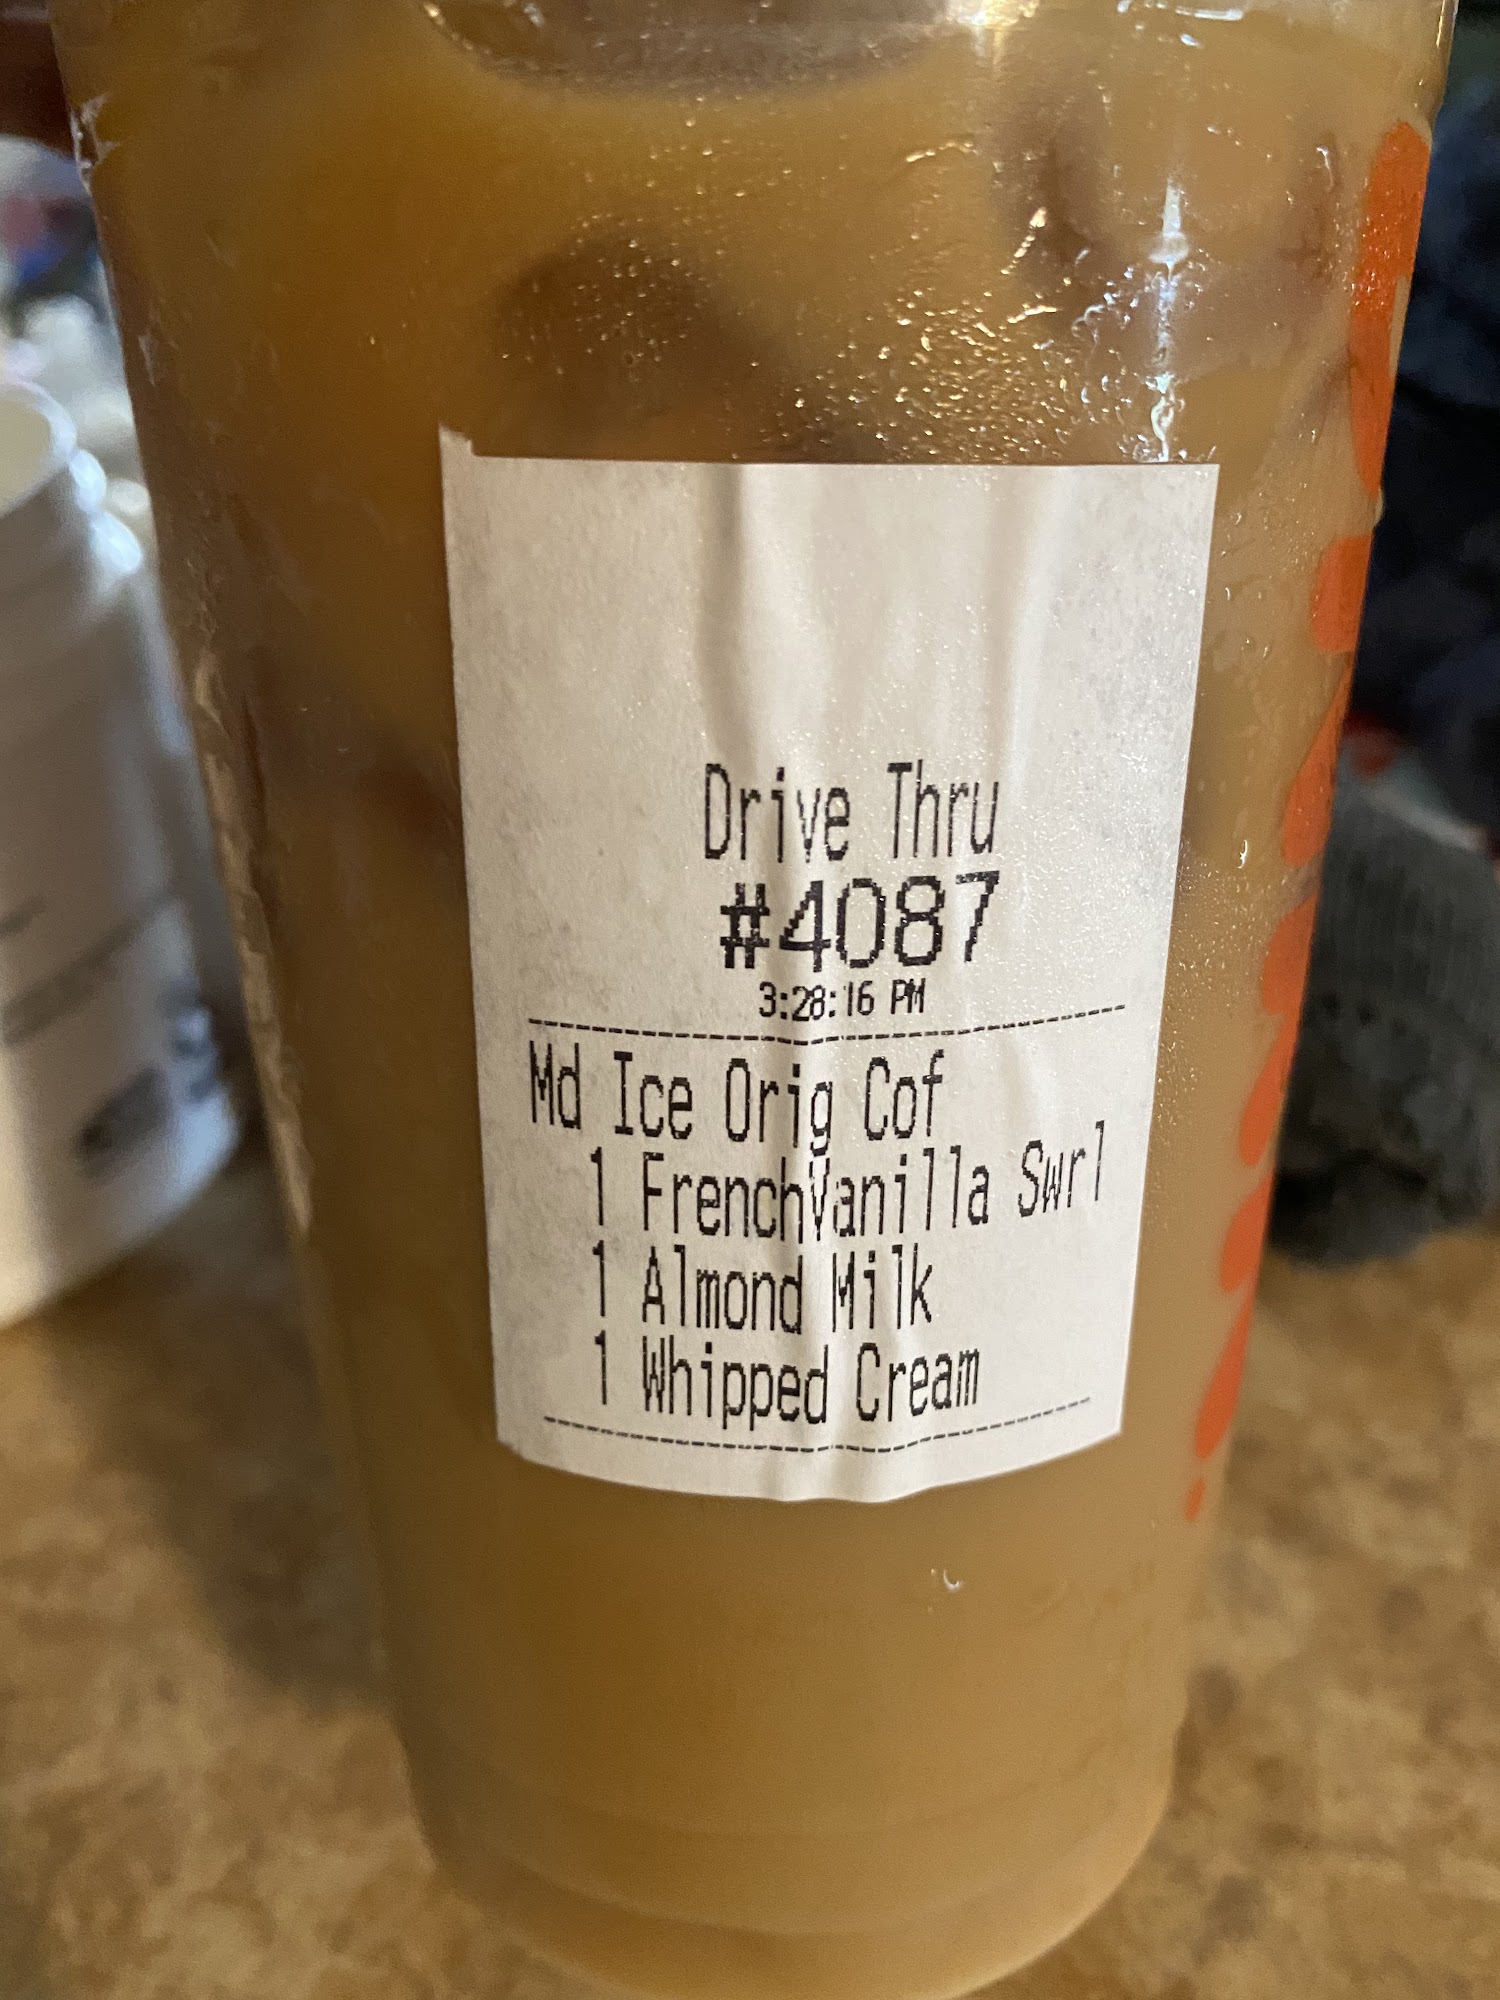 Drive Thru
#4087
3:28:16 PM
Md Ice Orig Cof
1 FrenchVanilla Swrl
1 Almond Milk
1 Whipped Cream